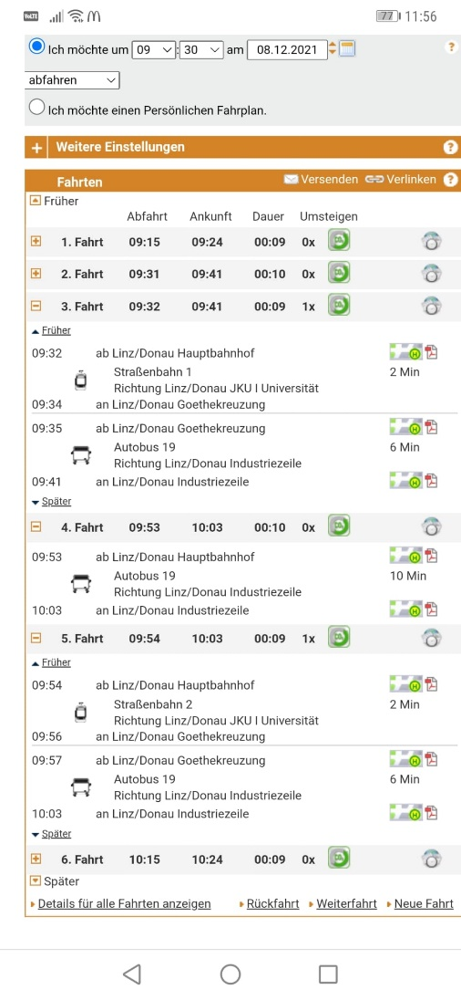 VoLTE 77 11:56
Ich möchte um 09 : 30 am 08.12.2021 ?
abfahren
Ich möchte einen Persönlichen Fahrplan.
+ Weitere Einstellungen ?
Fahrten Versenden Verlinken ?
Früher
Abfahrt Ankunft Dauer Umsteigen
1. Fahrt 09:15 09:24 00:09 0x
2. Fahrt 09:31 09:41 00:10 0x
3. Fahrt 09:32 09:41 00:09 1x
Früher
09:32 ab Linz/Donau Hauptbahnhof
Straßenbahn 1 2 Min
Richtung Linz/Donau JKU I Universität
09:34 an Linz/Donau Goethekreuzung
09:35 ab Linz/Donau Goethekreuzung
Autobus 19 6 Min
Richtung Linz/Donau Industriezeile
09:41 an Linz/Donau Industriezeile
Später
4. Fahrt 09:53 10:03 00:10 0x
09:53 ab Linz/Donau Hauptbahnhof
Autobus 19 10 Min
Richtung Linz/Donau Industriezeile
10:03 an Linz/Donau Industriezeile
5. Fahrt 09:54 10:03 00:09 1x
Früher
09:54 ab Linz/Donau Hauptbahnhof
Straßenbahn 2 2 Min
Richtung Linz/Donau JKU I Universität
09:56 an Linz/Donau Goethekreuzung
09:57 ab Linz/Donau Goethekreuzung
Autobus 19 6 Min
Richtung Linz/Donau Industriezeile
10:03 an Linz/Donau Industriezeile
Später
6. Fahrt 10:15 10:24 00:09 0x
Später
Details für alle Fahrten anzeigen Rückfahrt Weiterfahrt Neue Fahrt